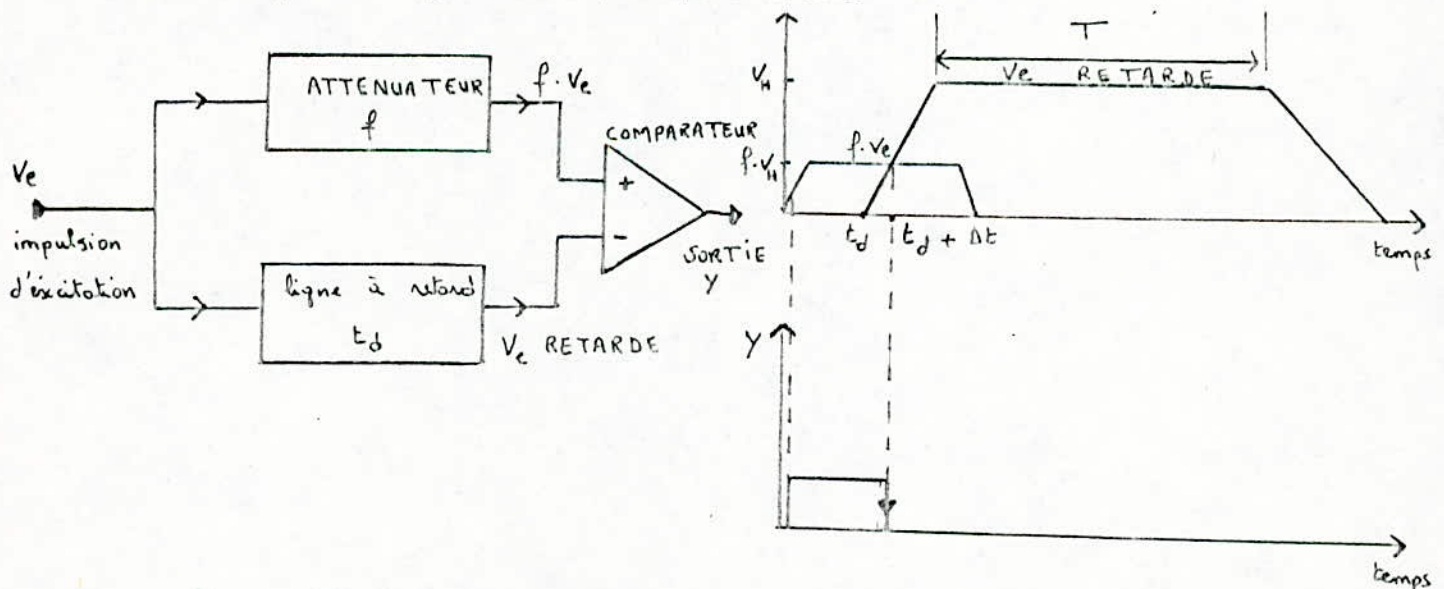 ATTENUATEUR
f
f. Ve
COMPARATEUR
+
-
SORTIE
Y
Ve
impulsion
d'éxcitation
ligne à retard
td
Ve RETARDE
T
Ve RETARDE
VH
f.VH
f.Ve
td
td + Δt
temps
Y
temps